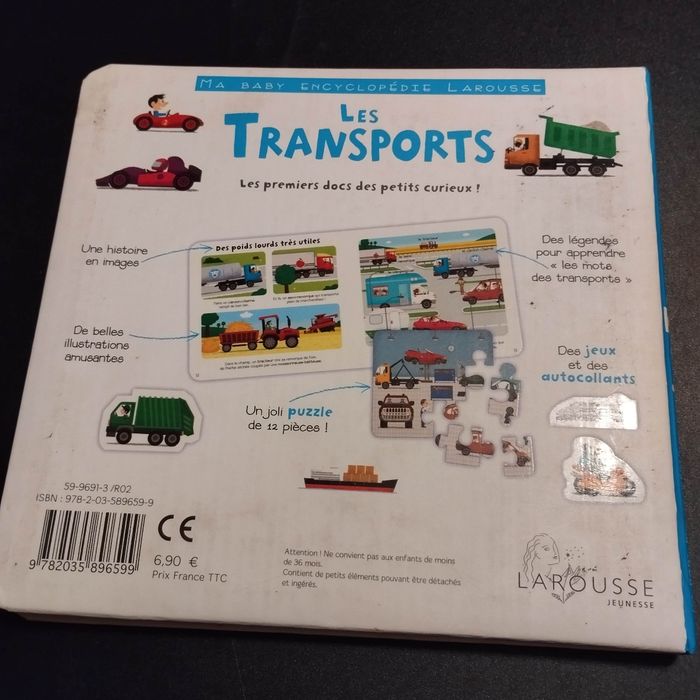 Ma baby encyclopédie Larousse
Les
Transports
Les premiers docs des petits curieux !
Une histoire
en images
Des poids lourds très utiles
Des légendes
pour apprendre
« les mots
des transports »
De belles
illustrations
amusantes
Des jeux
et des
autocollants
Un joli puzzle
de 12 pièces !
59-9691-3 /R02
ISBN : 978-2-03-589659-9
9 782035 896599
CE
6,90 €
Prix France TTC
Attention ! Ne convient pas aux enfants de moins
de 36 mois.
Contient de petits éléments pouvant être détachés
et ingérés.
LAROUSSE
JEUNESSE